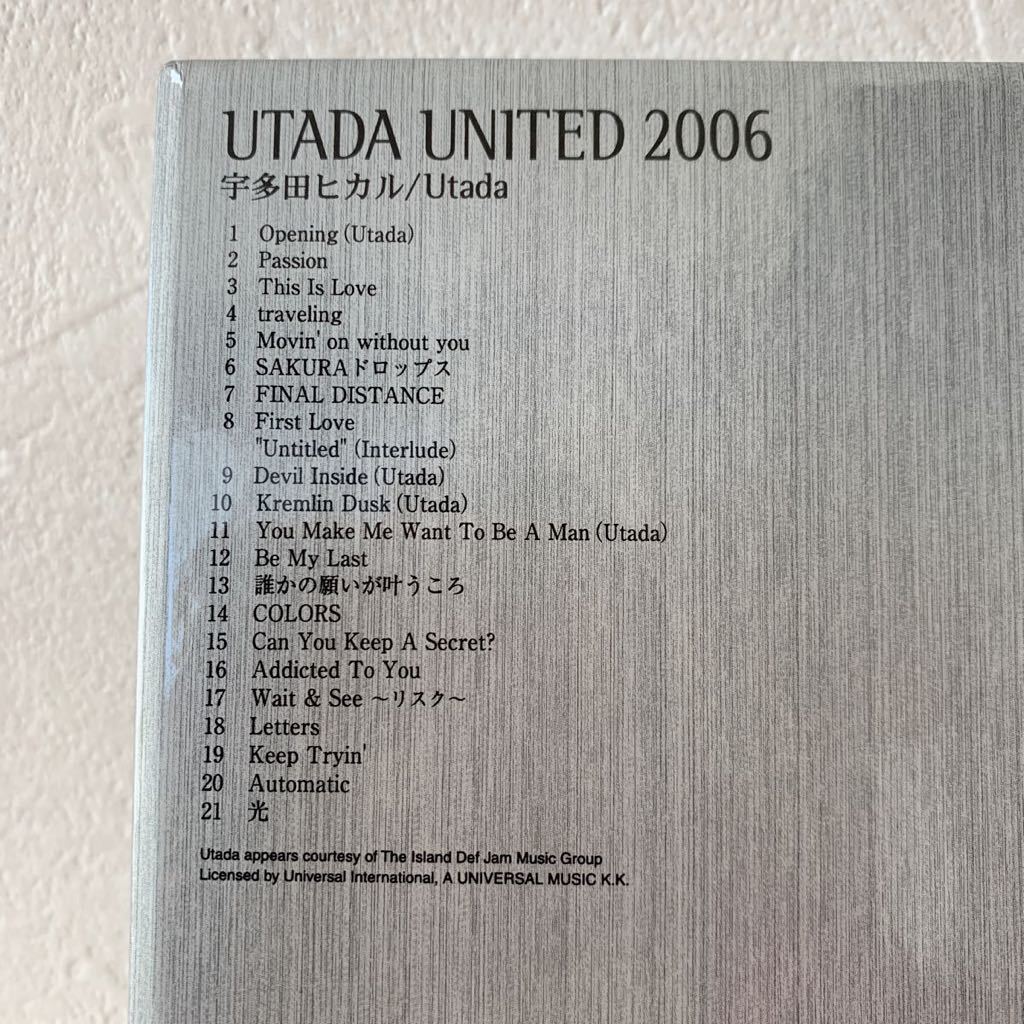 UTADA UNITED 2006
宇多田ヒカル/Utada
1 Opening (Utada)
2 Passion
3 This Is Love
4 traveling
5 Movin' on without you
6 SAKURAドロップス
7 FINAL DISTANCE
8 First Love
"Untitled" (Interlude)
9 Devil Inside (Utada)
10 Kremlin Dusk (Utada)
11 You Make Me Want To Be A Man (Utada)
12 Be My Last
13 誰かの願いが叶うころ
14 COLORS
15 Can You Keep A Secret?
16 Addicted To You
17 Wait & See ～リスク～
18 Letters
19 Keep Tryin'
20 Automatic
21 光
Utada appears courtesy of The Island Def Jam Music Group
Licensed by Universal International, A UNIVERSAL MUSIC K.K.